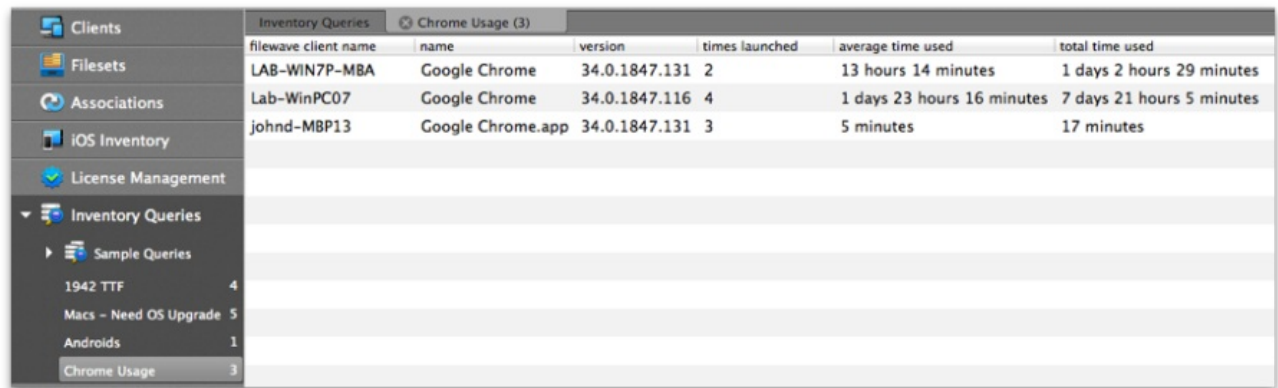 Clients
Filesets
Associations
iOS Inventory
License Management
Inventory Queries
Sample Queries
1942 TTF 4
Macs – Need OS Upgrade 5
Androids 1
Chrome Usage 3
Inventory Queries Chrome Usage (3)
filewave client name name version times launched average time used total time used
LAB-WIN7P-MBA Google Chrome 34.0.1847.131 2 13 hours 14 minutes 1 days 2 hours 29 minutes
Lab-WinPC07 Google Chrome 34.0.1847.116 4 1 days 23 hours 16 minutes 7 days 21 hours 5 minutes
johnd-MBP13 Google Chrome.app 34.0.1847.131 3 5 minutes 17 minutes